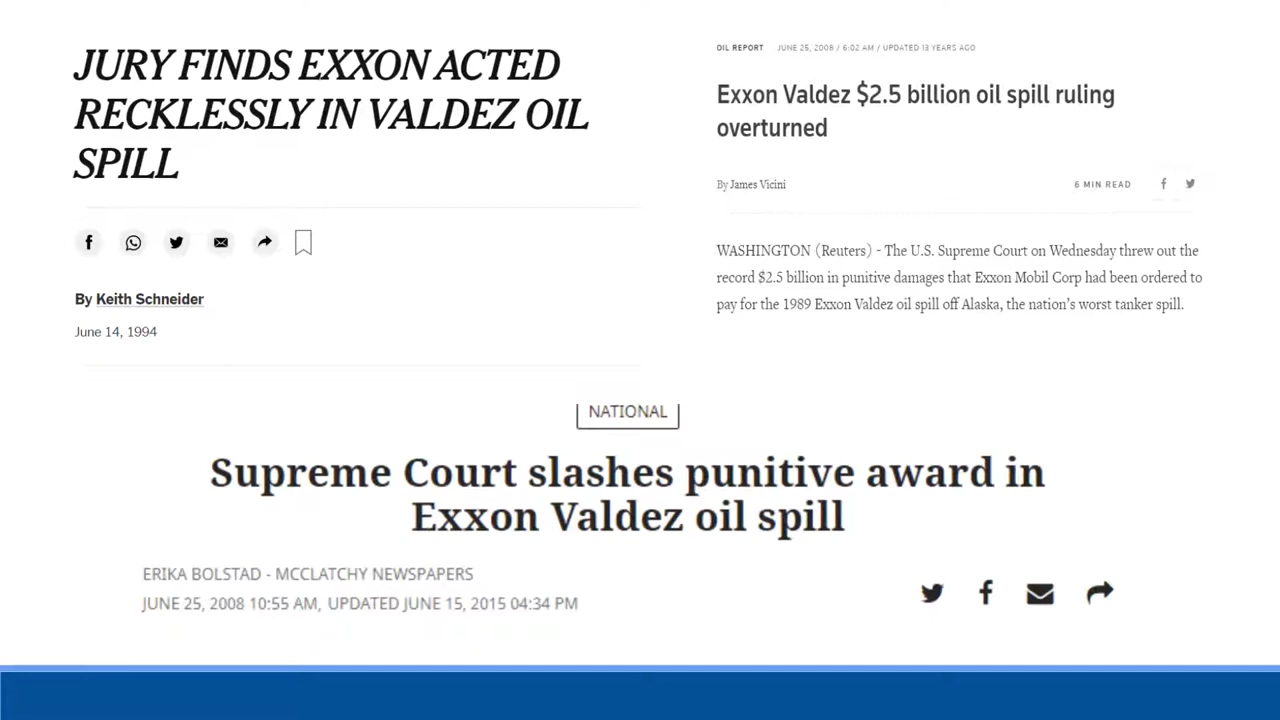 JURY FINDS EXXON ACTED
RECKLESSLY IN VALDEZ OIL
SPILL
By Keith Schneider
June 14, 1994
OIL REPORT JUNE 25, 2008 / 6:02 AM / UPDATED 13 YEARS AGO
Exxon Valdez $2.5 billion oil spill ruling
overturned
By James Vicini
6 MIN READ
WASHINGTON (Reuters) - The U.S. Supreme Court on Wednesday threw out the
record $2.5 billion in punitive damages that Exxon Mobil Corp had been ordered to
pay for the 1989 Exxon Valdez oil spill off Alaska, the nation’s worst tanker spill.
NATIONAL
Supreme Court slashes punitive award in
Exxon Valdez oil spill
ERIKA BOLSTAD - MCCLATCHY NEWSPAPERS
JUNE 25, 2008 10:55 AM, UPDATED JUNE 15, 2015 04:34 PM